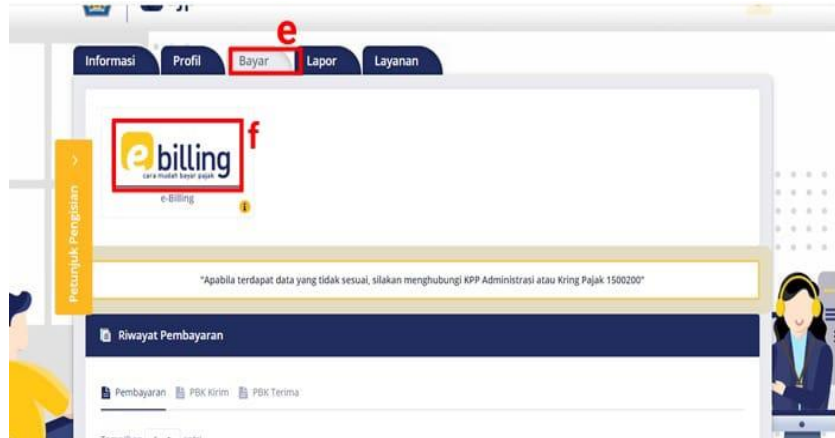 e
Informasi Profil Bayar Lapor Layanan
f
e billing
cara mudah bayar pajak
e-Billing
Petunjuk Pengisian
"Apabila terdapat data yang tidak sesuai, silakan menghubungi KPP Administrasi atau Kring Pajak 1500200"
Riwayat Pembayaran
Pembayaran PBK Kirim PBK Terima